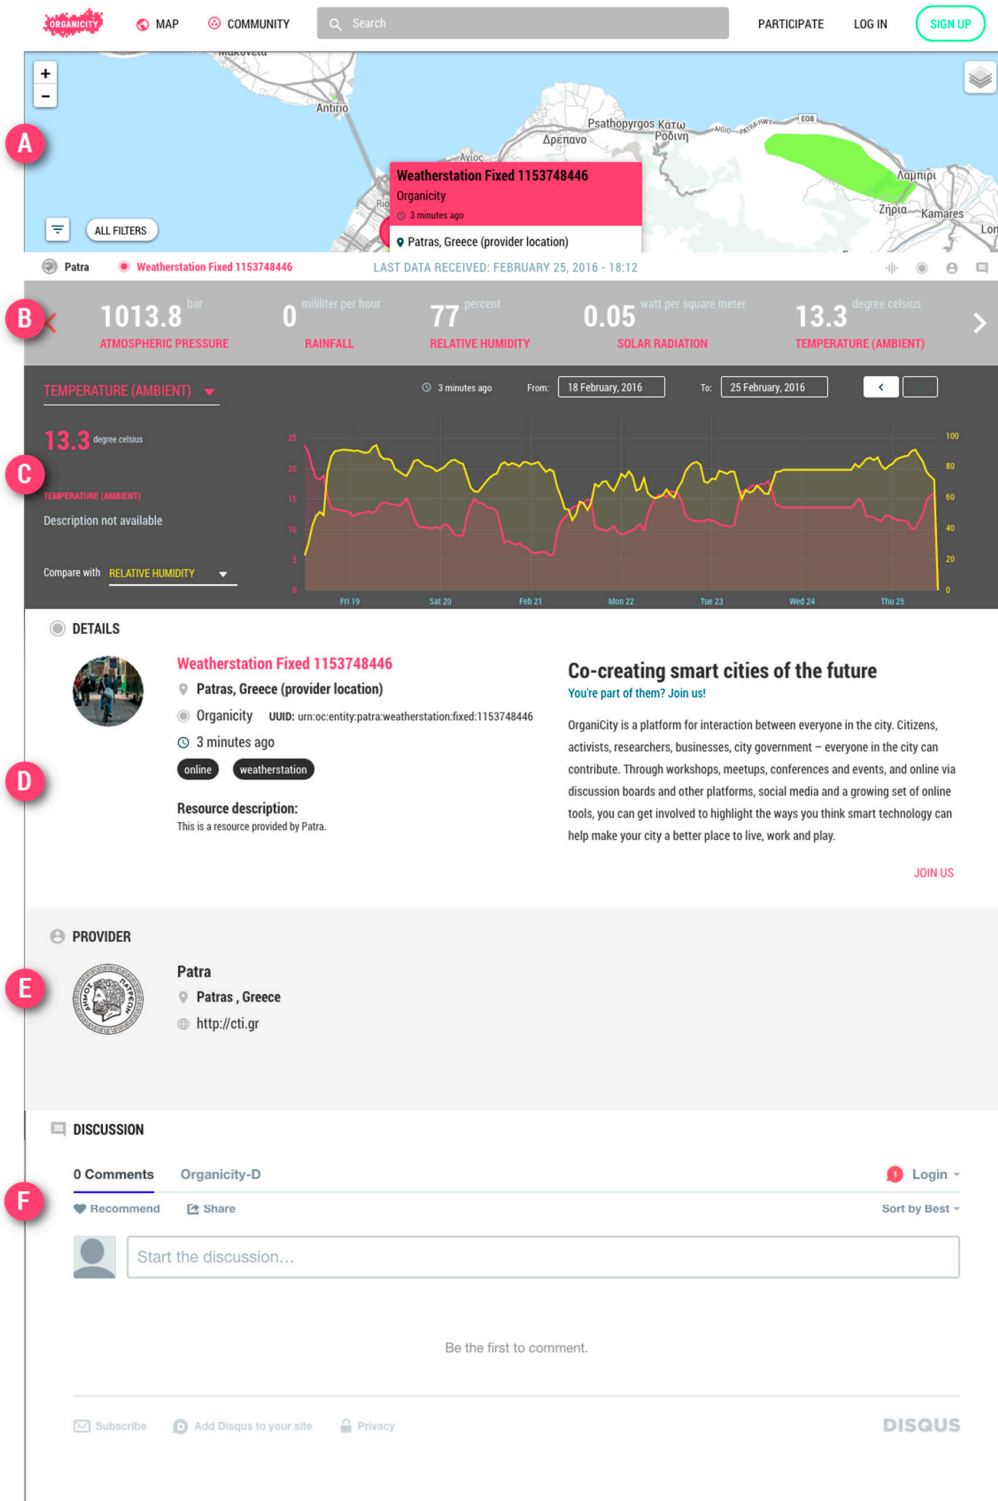 ORGANICITY
MAP
COMMUNITY
Search
PARTICIPATE
LOG IN
SIGN UP
+
-
A
Makoveia
Antirio
Psathopyrgos Κάτω
Ροδινή
Δρέπανο
Άγιος
Rio
E08
Λαμπίρι
Ζήρια
Kamares
Lon
Weatherstation Fixed 1153748446
Organicity
3 minutes ago
Patras, Greece (provider location)
ALL FILTERS
Patra
Weatherstation Fixed 1153748446
LAST DATA RECEIVED: FEBRUARY 25, 2016 - 18:12
B
1013.8 bar
ATMOSPHERIC PRESSURE
0 mililiter per hour
RAINFALL
77 percent
RELATIVE HUMIDITY
0.05 watt per square meter
SOLAR RADIATION
13.3 degree celsius
TEMPERATURE (AMBIENT)
TEMPERATURE (AMBIENT)
3 minutes ago
From: 18 February, 2016
To: 25 February, 2016
C
13.3 degree celsius
TEMPERATURE (AMBIENT)
Description not available
Compare with RELATIVE HUMIDITY
25
20
15
10
5
0
100
80
60
40
20
0
Fri 19
Sat 20
Feb 21
Mon 22
Tue 23
Wed 24
Thu 25
DETAILS
D
Weatherstation Fixed 1153748446
Patras, Greece (provider location)
Organicity UUID: urn:oc:entity:patra:weatherstation:fixed:1153748446
3 minutes ago
online
weatherstation
Resource description:
This is a resource provided by Patra.
Co-creating smart cities of the future
You're part of them? Join us!
OrganiCity is a platform for interaction between everyone in the city. Citizens,
activists, researchers, businesses, city government – everyone in the city can
contribute. Through workshops, meetups, conferences and events, and online via
discussion boards and other platforms, social media and a growing set of online
tools, you can get involved to highlight the ways you think smart technology can
help make your city a better place to live, work and play.
JOIN US
PROVIDER
E
ΔΗΜΟΣ ΠΑΤΡΕΩΝ
Patra
Patras , Greece
http://cti.gr
DISCUSSION
F
0 Comments
Organicity-D
1
Login
Recommend
Share
Sort by Best
Start the discussion...
Be the first to comment.
Subscribe
Add Disqus to your site
Privacy
DISQUS